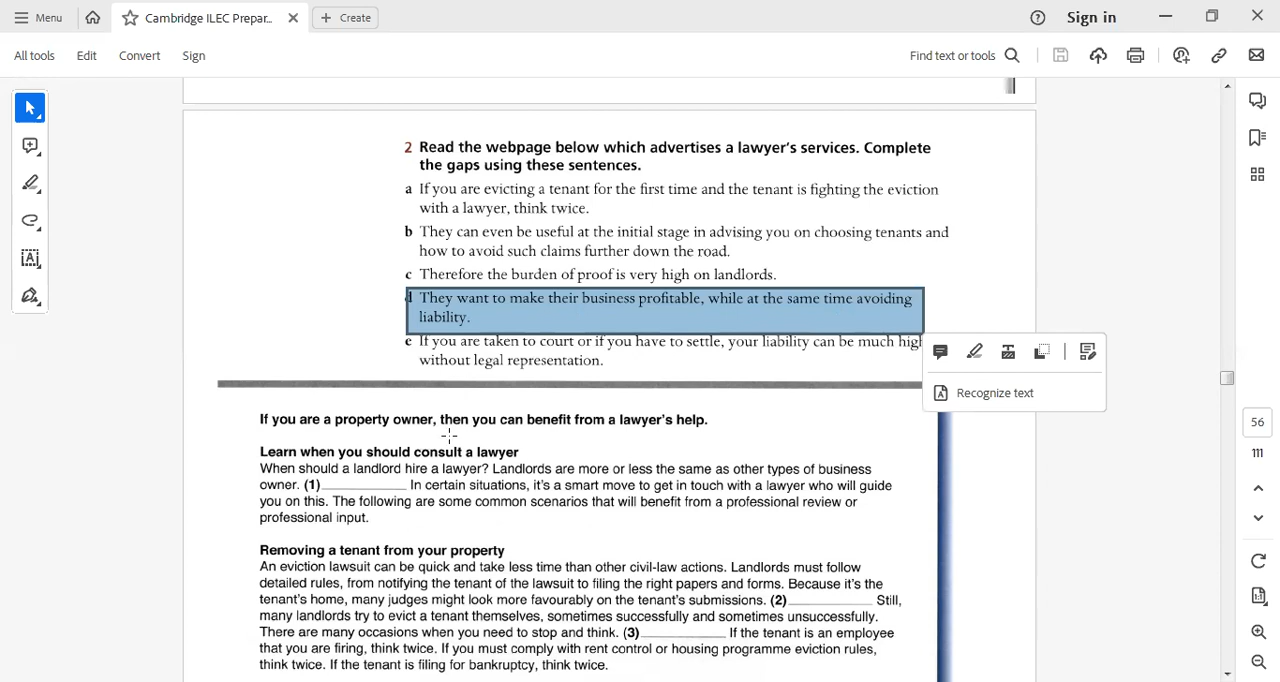 Menu
Cambridge ILEC Prepar...
Create
Sign in
All tools
Edit
Convert
Sign
Find text or tools
2 Read the webpage below which advertises a lawyer's services. Complete
the gaps using these sentences.
a If you are evicting a tenant for the first time and the tenant is fighting the eviction
with a lawyer, think twice.
b They can even be useful at the initial stage in advising you on choosing tenants and
how to avoid such claims further down the road.
c Therefore the burden of proof is very high on landlords.
d They want to make their business profitable, while at the same time avoiding
liability.
e If you are taken to court or if you have to settle, your liability can be much high
without legal representation.
Recognize text
If you are a property owner, then you can benefit from a lawyer's help.
Learn when you should consult a lawyer
When should a landlord hire a lawyer? Landlords are more or less the same as other types of business
owner. (1)____________ In certain situations, it's a smart move to get in touch with a lawyer who will guide
you on this. The following are some common scenarios that will benefit from a professional review or
professional input.
Removing a tenant from your property
An eviction lawsuit can be quick and take less time than other civil-law actions. Landlords must follow
detailed rules, from notifying the tenant of the lawsuit to filing the right papers and forms. Because it's the
tenant's home, many judges might look more favourably on the tenant's submissions. (2)____________ Still,
many landlords try to evict a tenant themselves, sometimes successfully and sometimes unsuccessfully.
There are many occasions when you need to stop and think. (3)____________ If the tenant is an employee
that you are firing, think twice. If you must comply with rent control or housing programme eviction rules,
think twice. If the tenant is filing for bankruptcy, think twice.
56
111